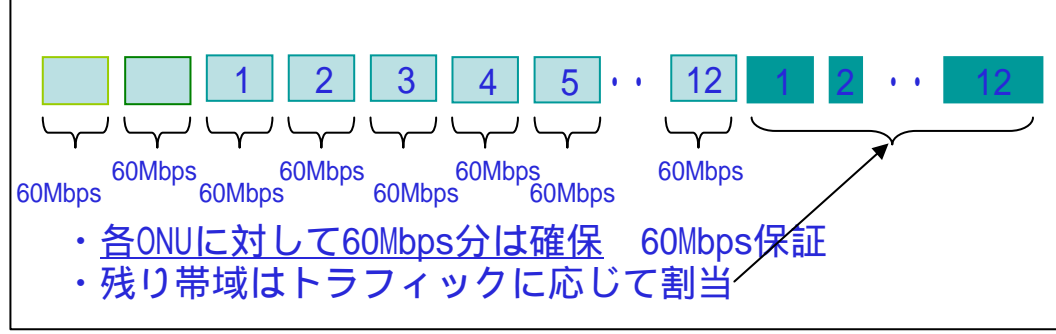 1 2 3 4 5 ・・ 12 1 2 ・・ 12
60Mbps 60Mbps 60Mbps 60Mbps
60Mbps 60Mbps 60Mbps 60Mbps
・各ONUに対して60Mbps分は確保 60Mbps保証
・残り帯域はトラフィックに応じて割当